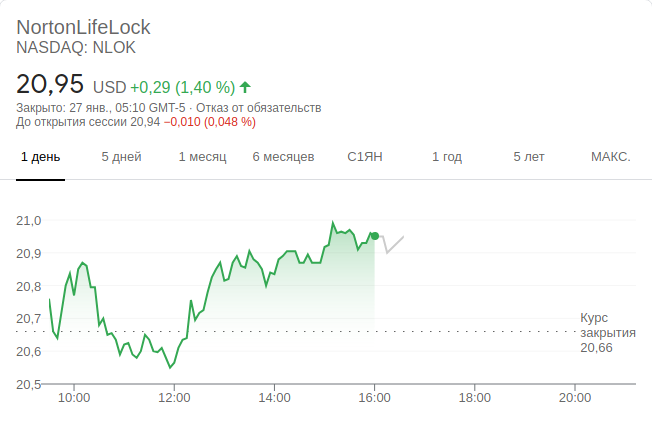 NortonLifeLock
NASDAQ: NLOK
20,95 USD +0,29 (1,40 %)
Закрыто: 27 янв., 05:10 GMT-5 · Отказ от обязательств
До открытия сессии 20,94 −0,010 (0,048 %)
1 день 5 дней 1 месяц 6 месяцев С1ЯН 1 год 5 лет МАКС.
21,0
20,9
20,8
20,7
20,6
20,5
Курс
закрытия
20,66
10:00 12:00 14:00 16:00 18:00 20:00